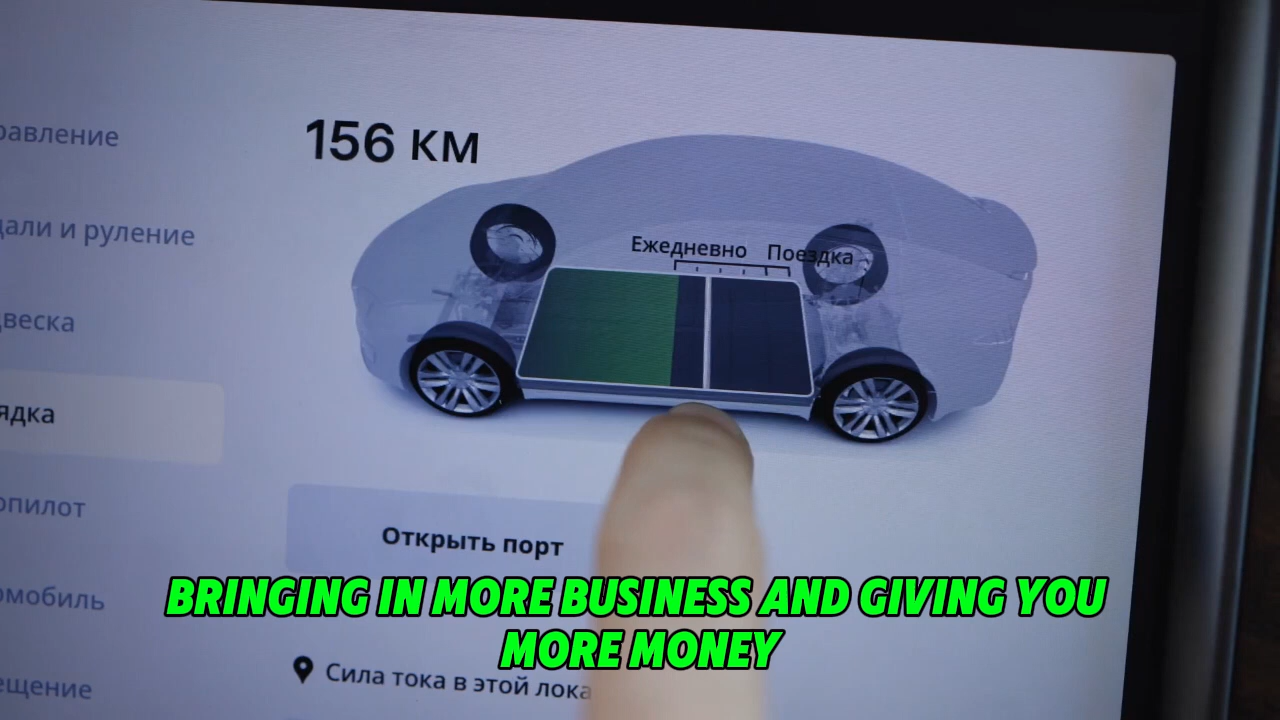 156 км
равление
Ежедневно Поездка
дали и руление
двеска
ядка
опилот
Открыть порт
омобиль
BRINGING IN MORE BUSINESS AND GIVING YOU
MORE MONEY
Сила тока в этой лока
ещение